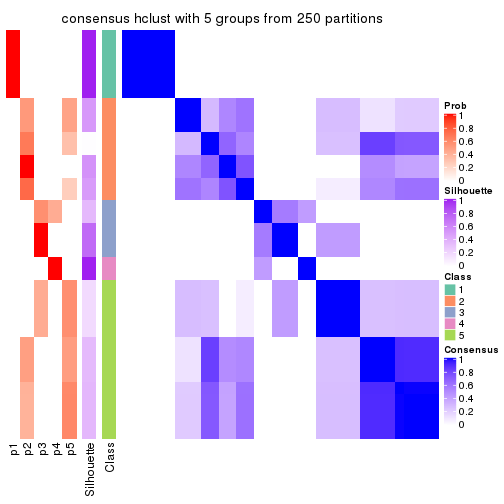 consensus hclust with 5 groups from 250 partitions
Prob
1
0.8
0.6
0.4
0.2
0
Silhouette
1
0.8
0.6
0.4
0.2
0
Class
1
2
3
4
5
Consensus
1
0.8
0.6
0.4
0.2
0
p1
p2
p3
p4
p5
Silhouette
Class